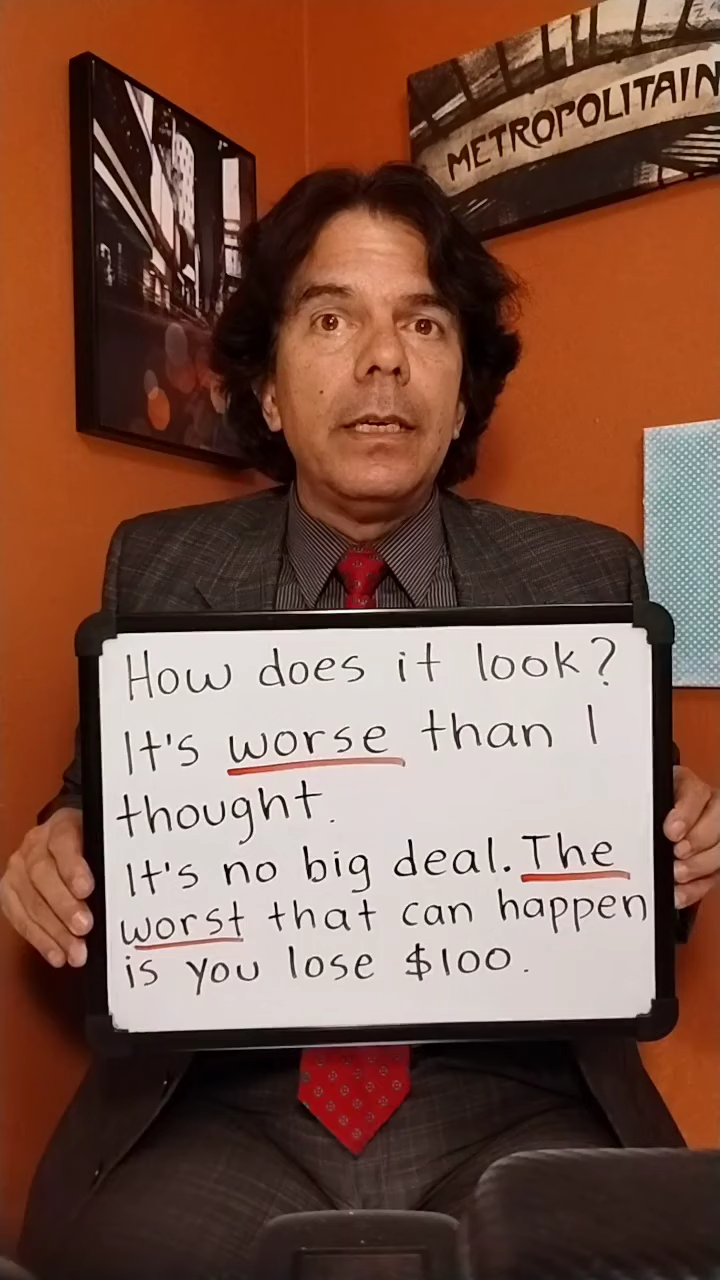 METROPOLITAIN
How does it look?
It's worse than I
thought.
It's no big deal. The
worst that can happen
is you lose $100.